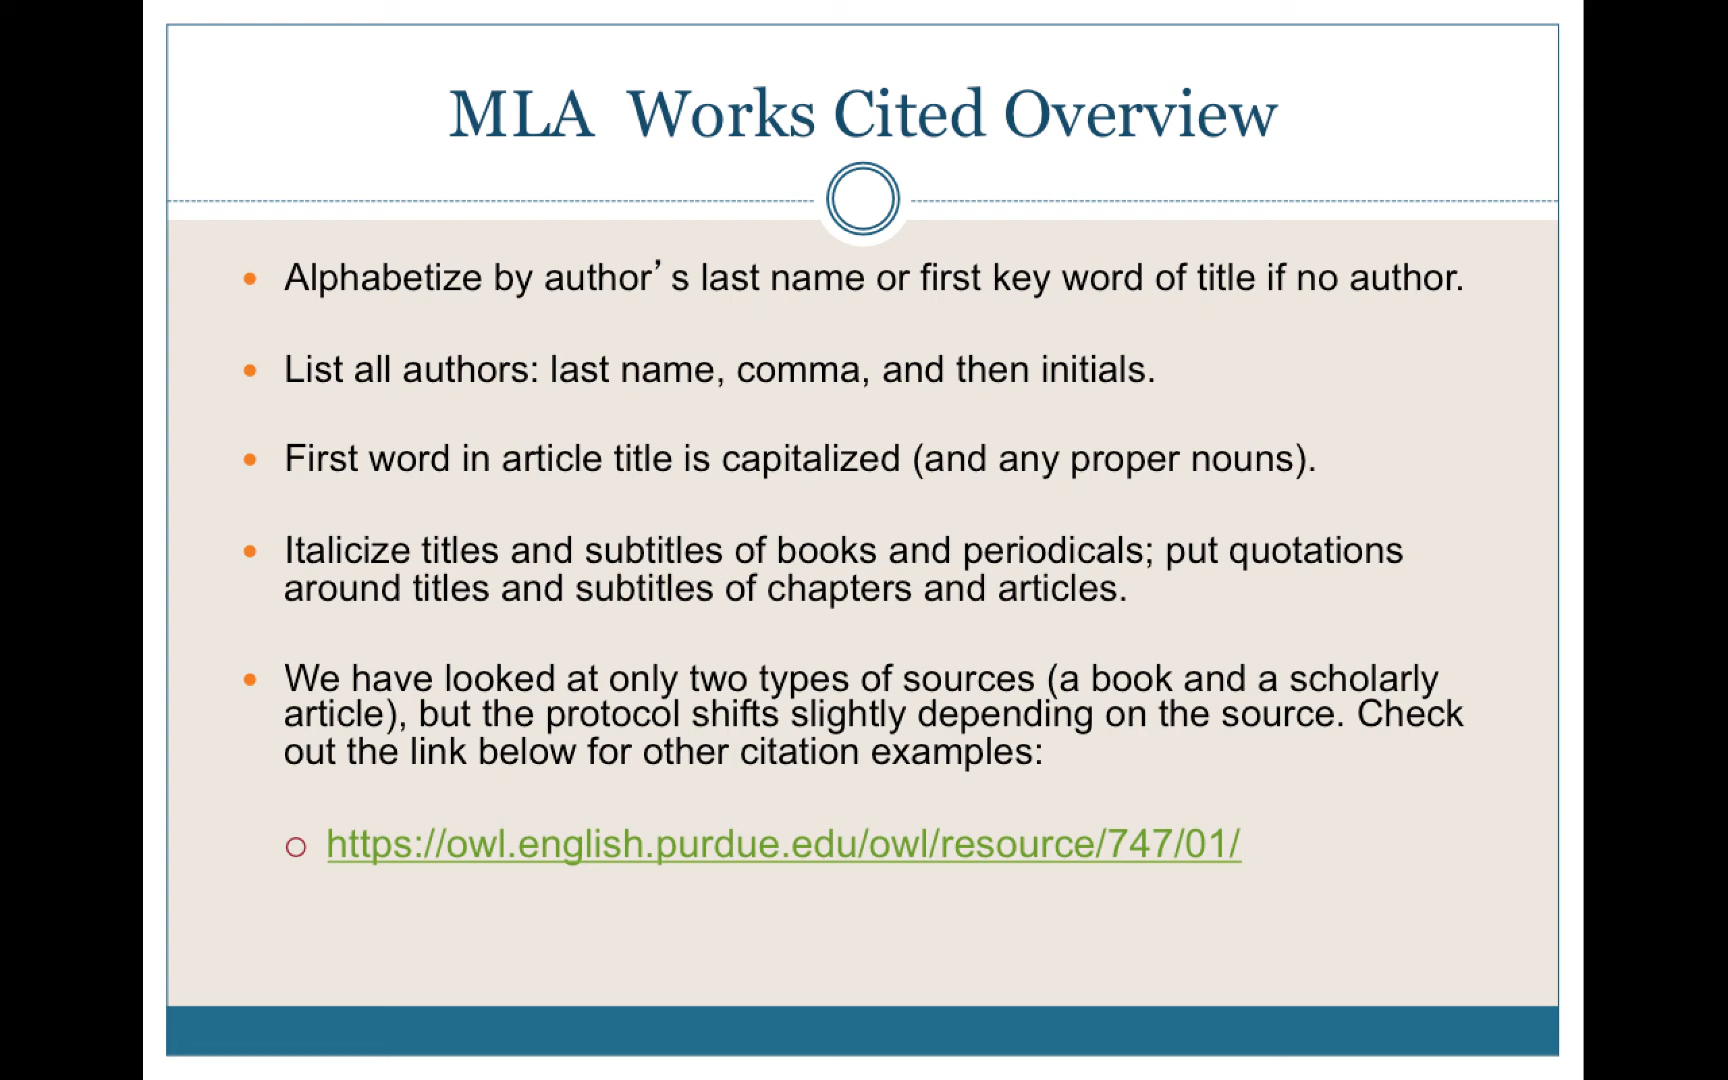 MLA  Works Cited Overview
Alphabetize by author’s last name or first key word of title if no author.
List all authors: last name, comma, and then initials.
First word in article title is capitalized (and any proper nouns).
Italicize titles and subtitles of books and periodicals; put quotations
around titles and subtitles of chapters and articles.
We have looked at only two types of sources (a book and a scholarly
article), but the protocol shifts slightly depending on the source. Check
out the link below for other citation examples:
https://owl.english.purdue.edu/owl/resource/747/01/